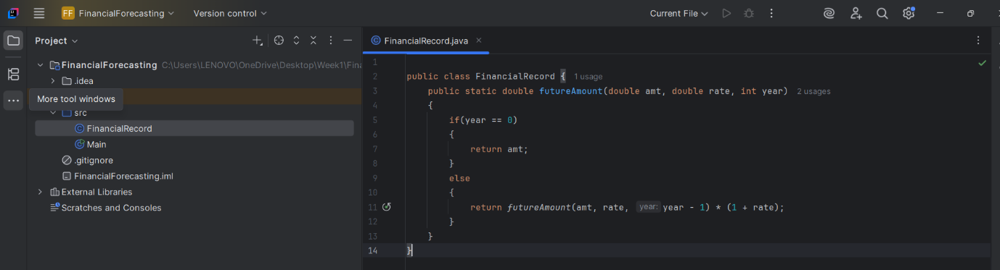 FF FinancialForecasting Version control Current File
Project
FinancialForecasting C:\Users\LENOVO\OneDrive\Desktop\Week1\Fina
.idea
More tool windows
src
FinancialRecord
Main
.gitignore
FinancialForecasting.iml
External Libraries
Scratches and Consoles
FinancialRecord.java
1
2 public class FinancialRecord { 1 usage
3 public static double futureAmount(double amt, double rate, int year) 2 usages
4 {
5 if(year == 0)
6 {
7 return amt;
8 }
9 else
10 {
11 return futureAmount(amt, rate, year: year - 1) * (1 + rate);
12 }
13 }
14 }